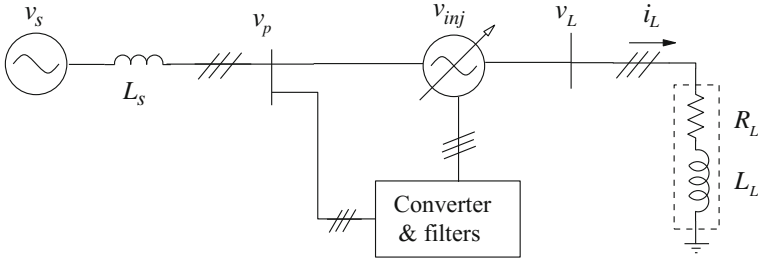 v_s
v_p
v_inj
v_L
i_L
L_s
R_L
L_L
Converter
& filters